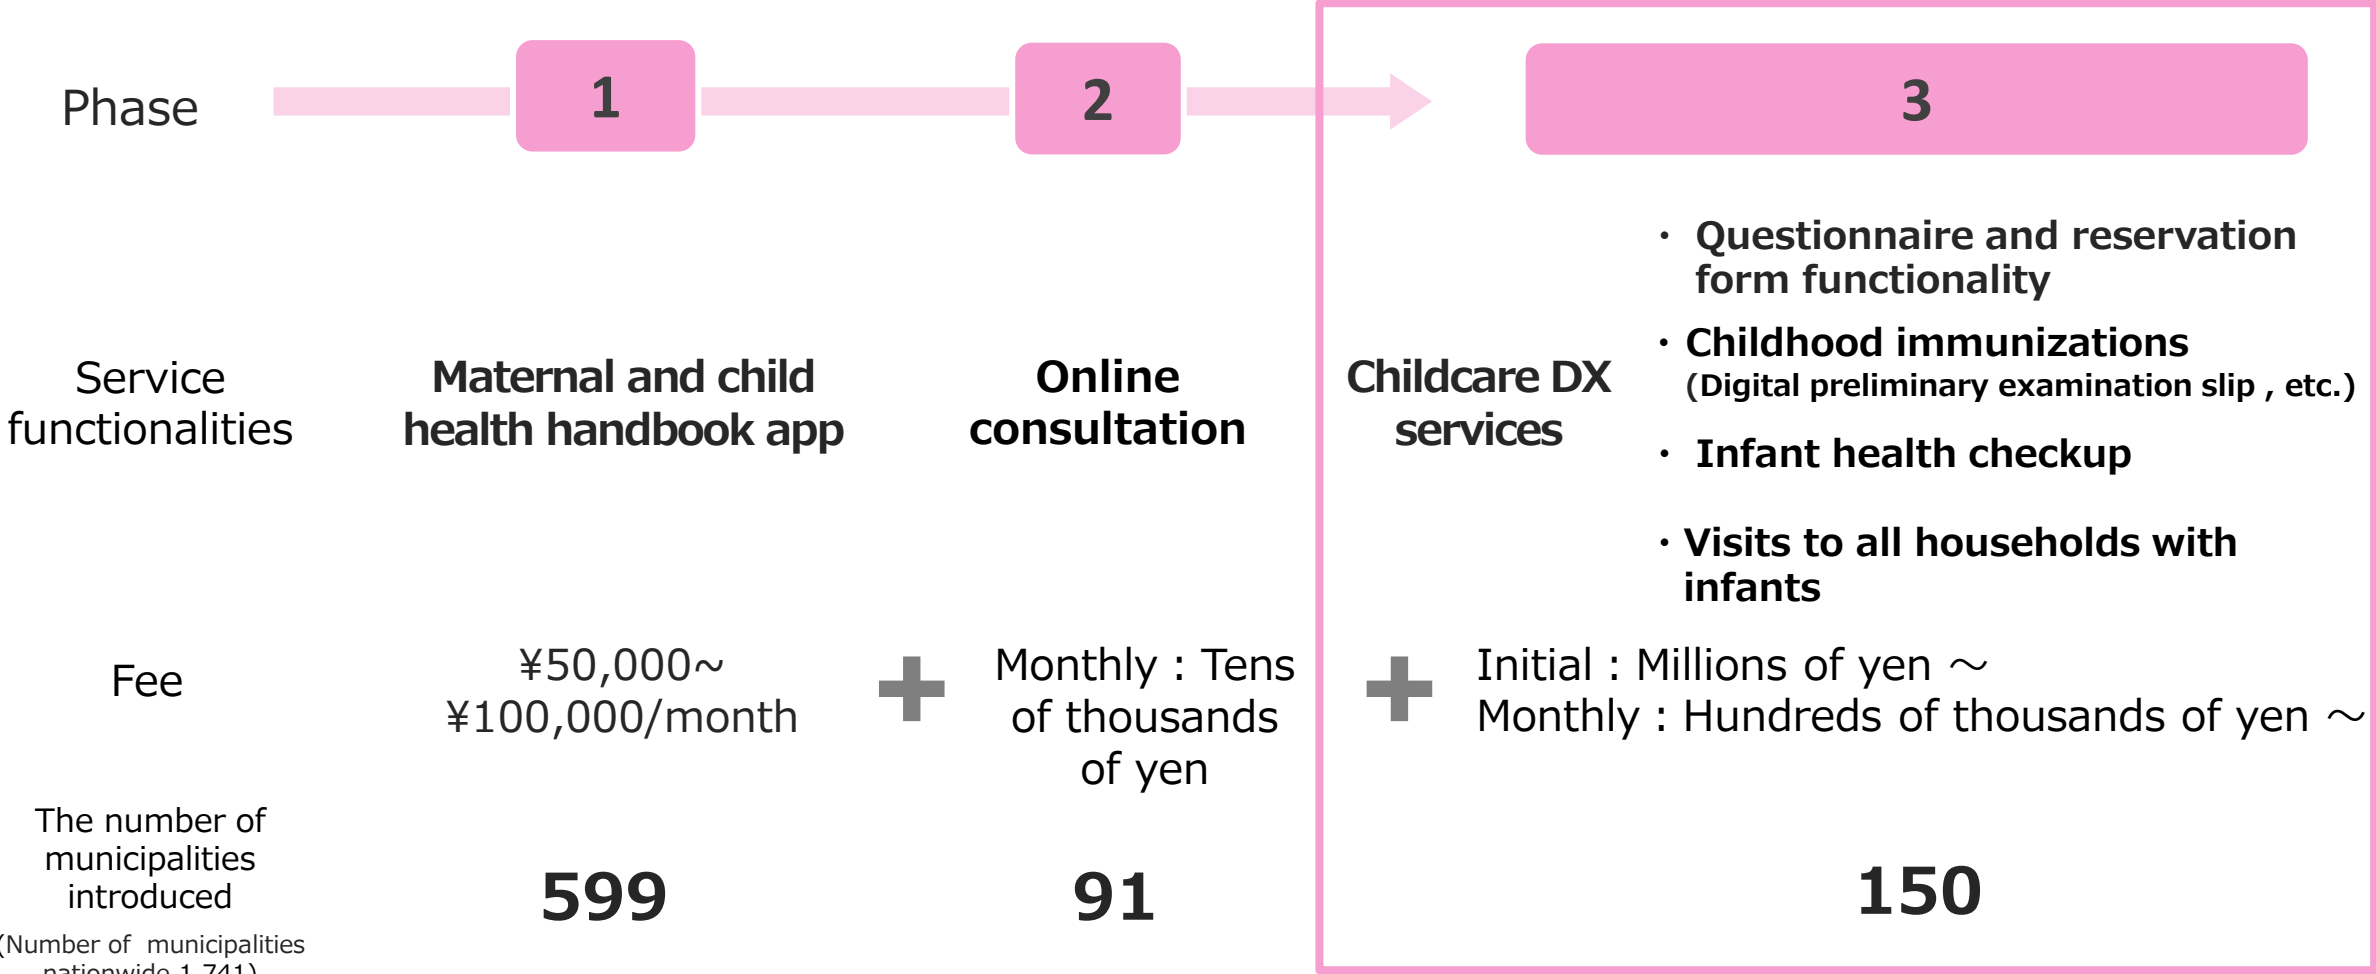 Phase
1
2
3
Service
functionalities
Maternal and child
health handbook app
Online
consultation
Childcare DX
services
・ Questionnaire and reservation
form functionality
・Childhood immunizations
(Digital preliminary examination slip , etc.)
・ Infant health checkup
・Visits to all households with
infants
Fee
¥50,000~
¥100,000/month
+
Monthly : Tens
of thousands
of yen
+
Initial : Millions of yen ～
Monthly : Hundreds of thousands of yen ～
The number of
municipalities
introduced
(Number of municipalities
nationwide 1,741)
599
91
150